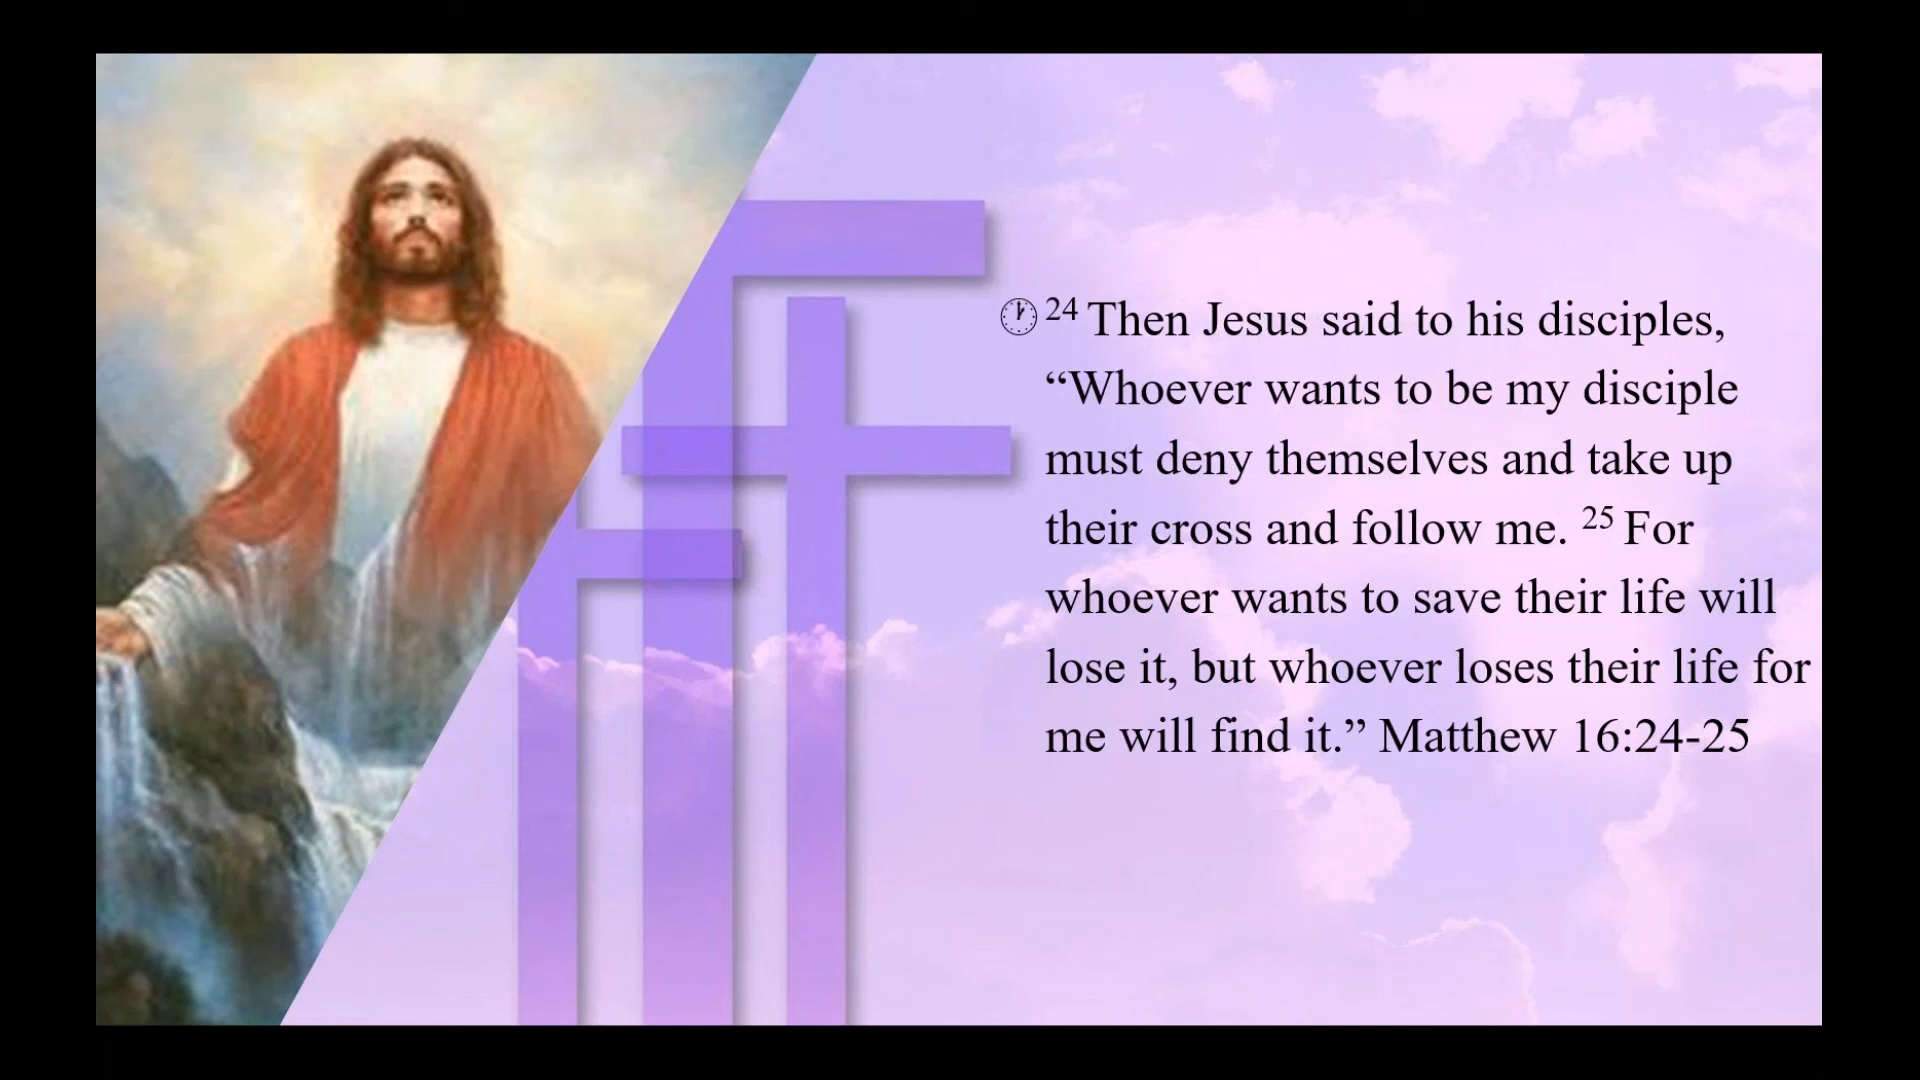 24 Then Jesus said to his disciples,
“Whoever wants to be my disciple
must deny themselves and take up
their cross and follow me. 25 For
whoever wants to save their life will
lose it, but whoever loses their life for
me will find it.” Matthew 16:24-25